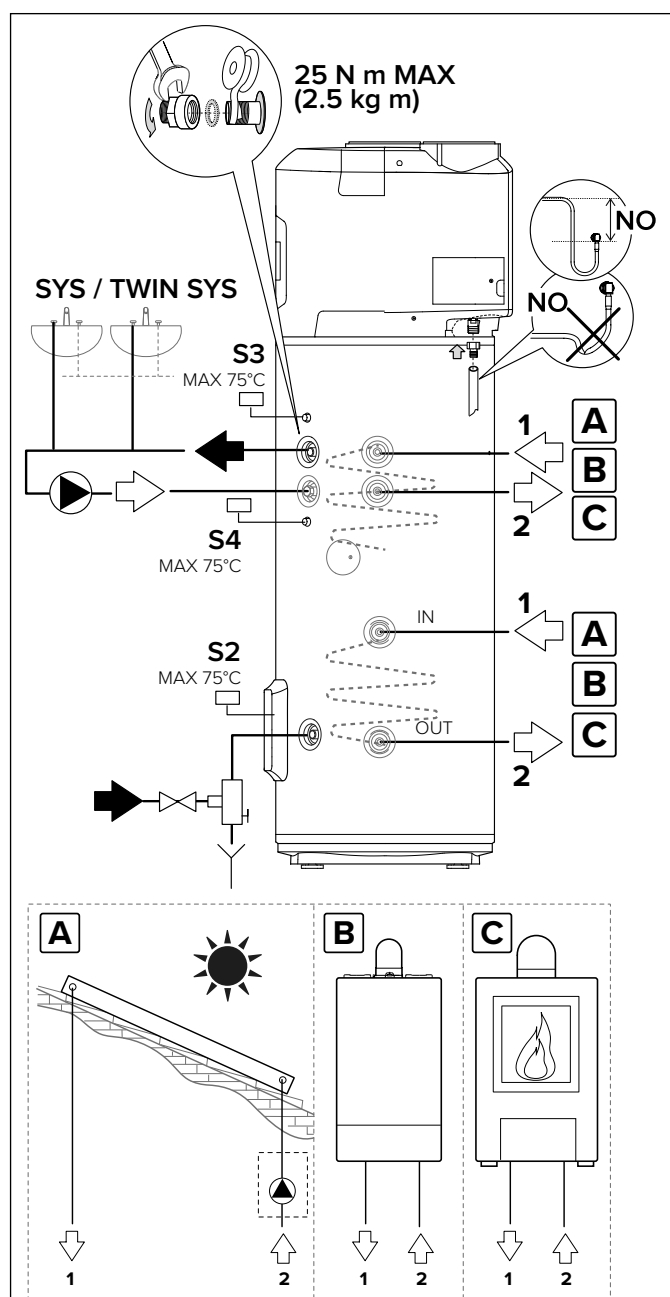 25 N m MAX
(2.5 kg m)
NO
NO
SYS / TWIN SYS
S3
MAX 75°C
1
A
B
2
C
S4
MAX 75°C
1
IN
A
S2
MAX 75°C
B
OUT
C
2
A
B
C
1
2
1
2
1
2